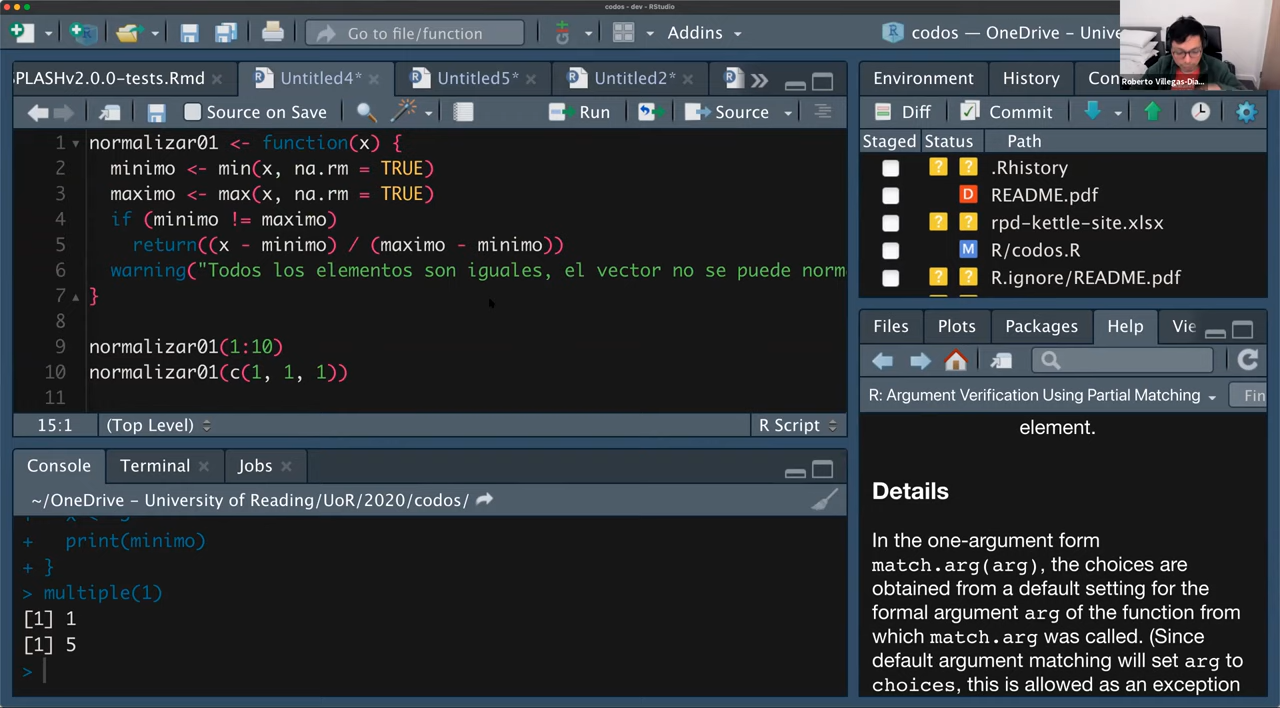 codos - dev - RStudio
Go to file/function
Addins
codos — OneDrive - Unive
Roberto Villegas-Dia...
SPLASHv2.0.0-tests.Rmd
Untitled4*
Untitled5*
Untitled2*
Source on Save
Run
Source
1 normalizar01 <- function(x) {
2 minimo <- min(x, na.rm = TRUE)
3 maximo <- max(x, na.rm = TRUE)
4 if (minimo != maximo)
5 return((x - minimo) / (maximo - minimo))
6 warning("Todos los elementos son iguales, el vector no se puede norm
7 }
8
9 normalizar01(1:10)
10 normalizar01(c(1, 1, 1))
11
15:1 (Top Level) R Script
Console Terminal Jobs
~/OneDrive - University of Reading/UoR/2020/codos/
+ print(minimo)
+ }
> multiple(1)
[1] 1
[1] 5
>
Environment History Con
Diff Commit
Staged Status Path
? ? .Rhistory
D README.pdf
? ? rpd-kettle-site.xlsx
M R/codos.R
? ? R.ignore/README.pdf
Files Plots Packages Help Vie
R: Argument Verification Using Partial Matching Fin
element.
Details
In the one-argument form
match.arg(arg), the choices are
obtained from a default setting for the
formal argument arg of the function from
which match.arg was called. (Since
default argument matching will set arg to
choices, this is allowed as an exception